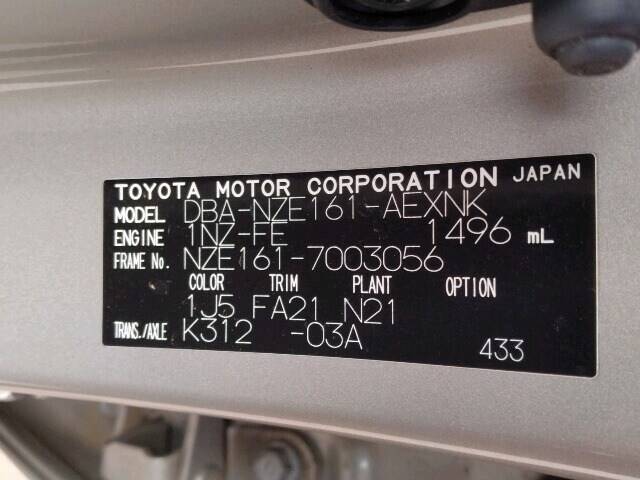 TOYOTA MOTOR CORPORATION JAPAN
MODEL DBA-NZE161-AEXNK
ENGINE 1NZ-FE 1496 mL
FRAME No. NZE161-7003056
COLOR TRIM PLANT OPTION
1J5 FA21 N21
TRANS./AXLE K312 -03A
433